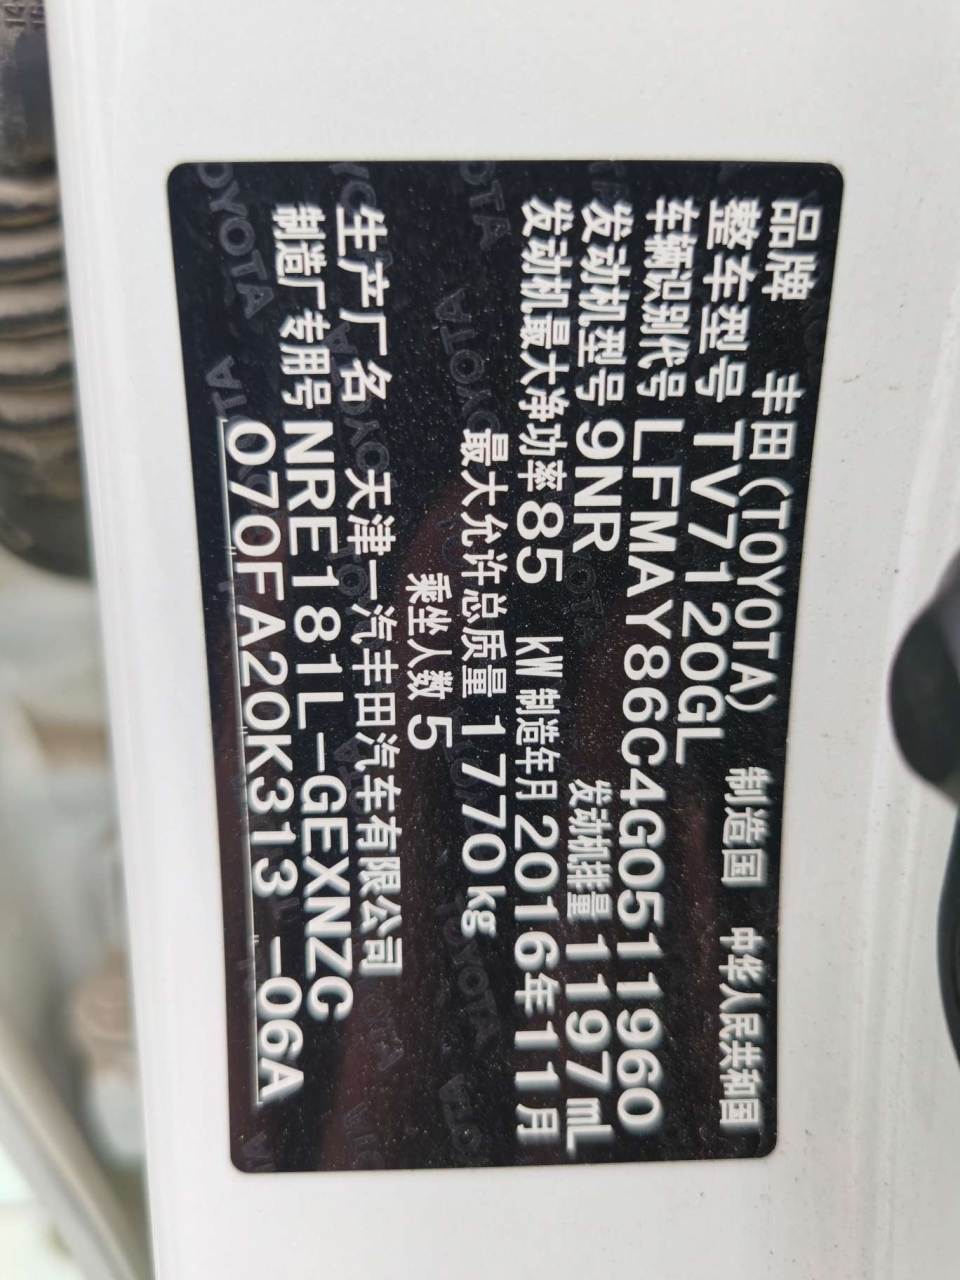 品牌 丰田(TOYOTA) 制造国 中华人民共和国
整车型号 TV7120GL
车辆识别代号 LFMAY86C4G0511960
发动机型号 9NR 发动机排量 1197mL
发动机最大净功率 85 kW 制造年月 2016年11月
最大允许总质量 1770kg
乘坐人数 5
生产厂名 天津一汽丰田汽车有限公司
制造厂专用号 NRE181L-GEXNZC
070FA20K313 -06A